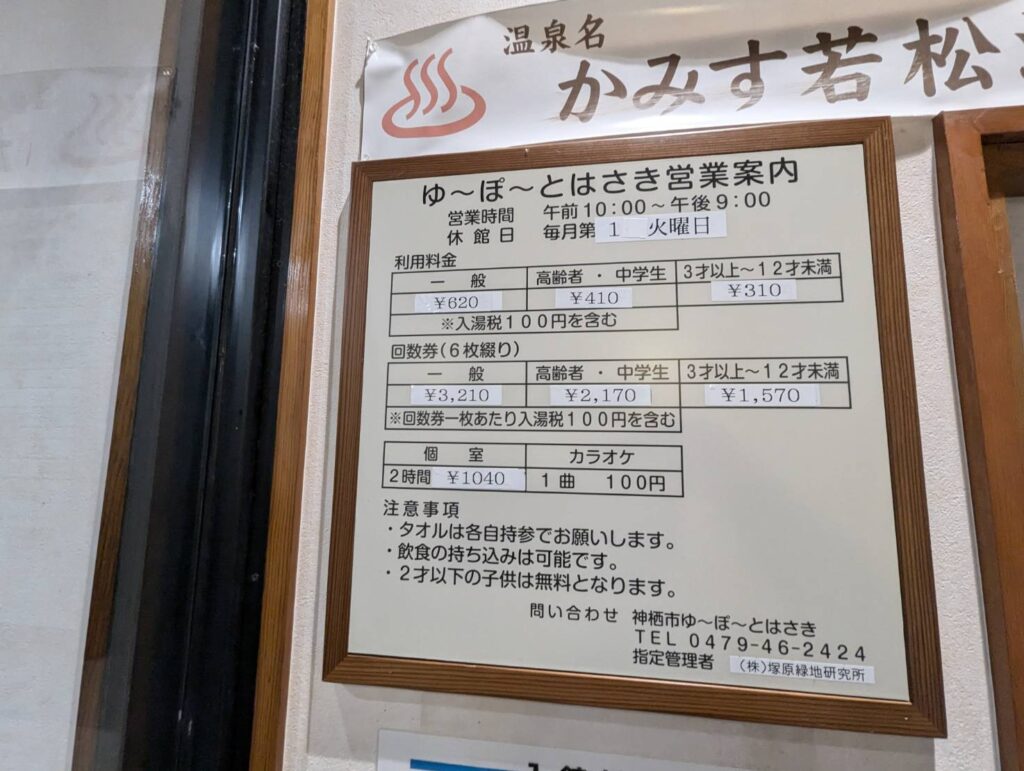 温泉名
かみす若松
ゆ～ぽ～とはさき営業案内
営業時間 午前10:00～午後9:00
休館日 毎月第1 火曜日
利用料金
一般 高齢者・中学生 3才以上～12才未満
¥620 ¥410 ¥310
※入湯税100円を含む
回数券(6枚綴り)
一般 高齢者・中学生 3才以上～12才未満
¥3,210 ¥2,170 ¥1,570
※回数券一枚あたり入湯税100円を含む
個室 カラオケ
2時間 ¥1040 1曲 100円
注意事項
・タオルは各自持参でお願いします。
・飲食の持ち込みは可能です。
・2才以下の子供は無料となります。
問い合わせ 神栖市ゆ～ぽ～とはさき
TEL 0479-46-2424
指定管理者 (株)塚原緑地研究所